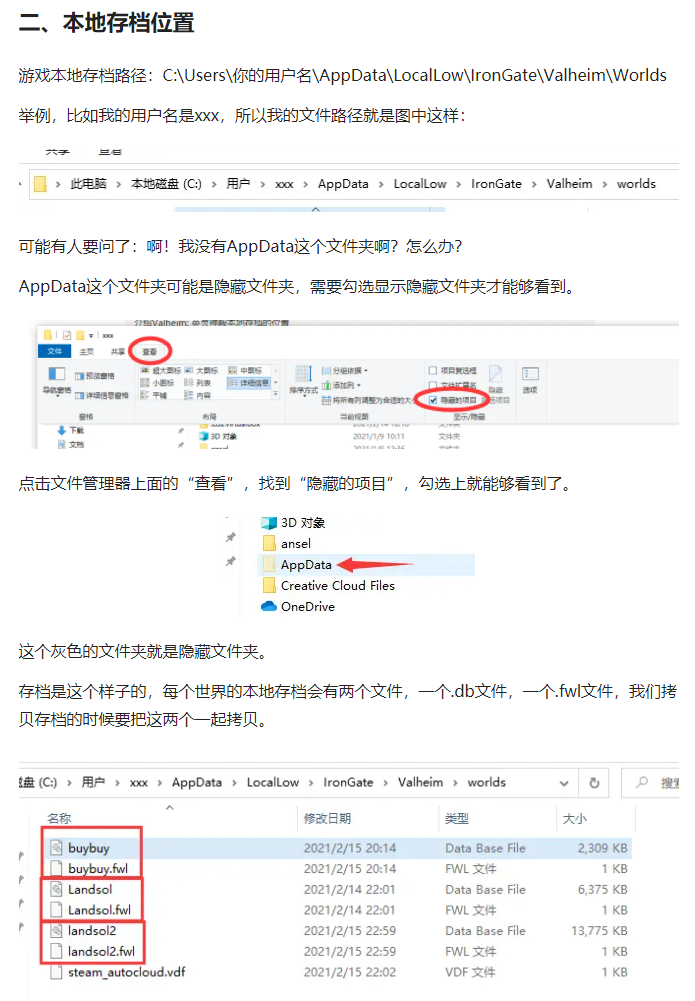 二、本地存档位置
游戏本地存档路径：C:\Users\你的用户名\AppData\LocalLow\IronGate\Valheim\Worlds
举例，比如我的用户名是xxx，所以我的文件路径就是图中这样：
共享 查看
此电脑 › 本地磁盘 (C:) › 用户 › xxx › AppData › LocalLow › IronGate › Valheim › worlds
可能有人要问了：啊！我没有AppData这个文件夹啊？怎么办？
AppData这个文件夹可能是隐藏文件夹，需要勾选显示隐藏文件夹才能够看到。
xxx
文件 主页 共享 查看
导航窗格 预览窗格 详细信息窗格
超大图标 大图标 中图标
小图标 列表 详细信息
平铺 内容
排序方式 分组依据 添加列 将所有列调整为合适的大小
项目复选框
文件扩展名
隐藏的项目
选项
窗格 布局 当前视图 显示/隐藏
下载
文档 3D 对象 2021/1/9 10:11 文件夹
ansel 文件夹
点击文件管理器上面的“查看”，找到“隐藏的项目”，勾选上就能够看到了。
3D 对象
ansel
AppData
Creative Cloud Files
OneDrive
这个灰色的文件夹就是隐藏文件夹。
存档是这个样子的，每个世界的本地存档会有两个文件，一个.db文件，一个.fwl文件，我们拷
贝存档的时候要把这两个一起拷贝。
盘 (C:) › 用户 › xxx › AppData › LocalLow › IronGate › Valheim › worlds 搜索
名称 修改日期 类型 大小
buybuy 2021/2/15 20:14 Data Base File 2,309 KB
buybuy.fwl 2021/2/15 20:14 FWL 文件 1 KB
Landsol 2021/2/14 22:01 Data Base File 6,375 KB
Landsol.fwl 2021/2/14 22:01 FWL 文件 1 KB
landsol2 2021/2/15 22:59 Data Base File 13,775 KB
landsol2.fwl 2021/2/15 22:59 FWL 文件 1 KB
steam_autocloud.vdf 2021/2/15 22:02 VDF 文件 1 KB